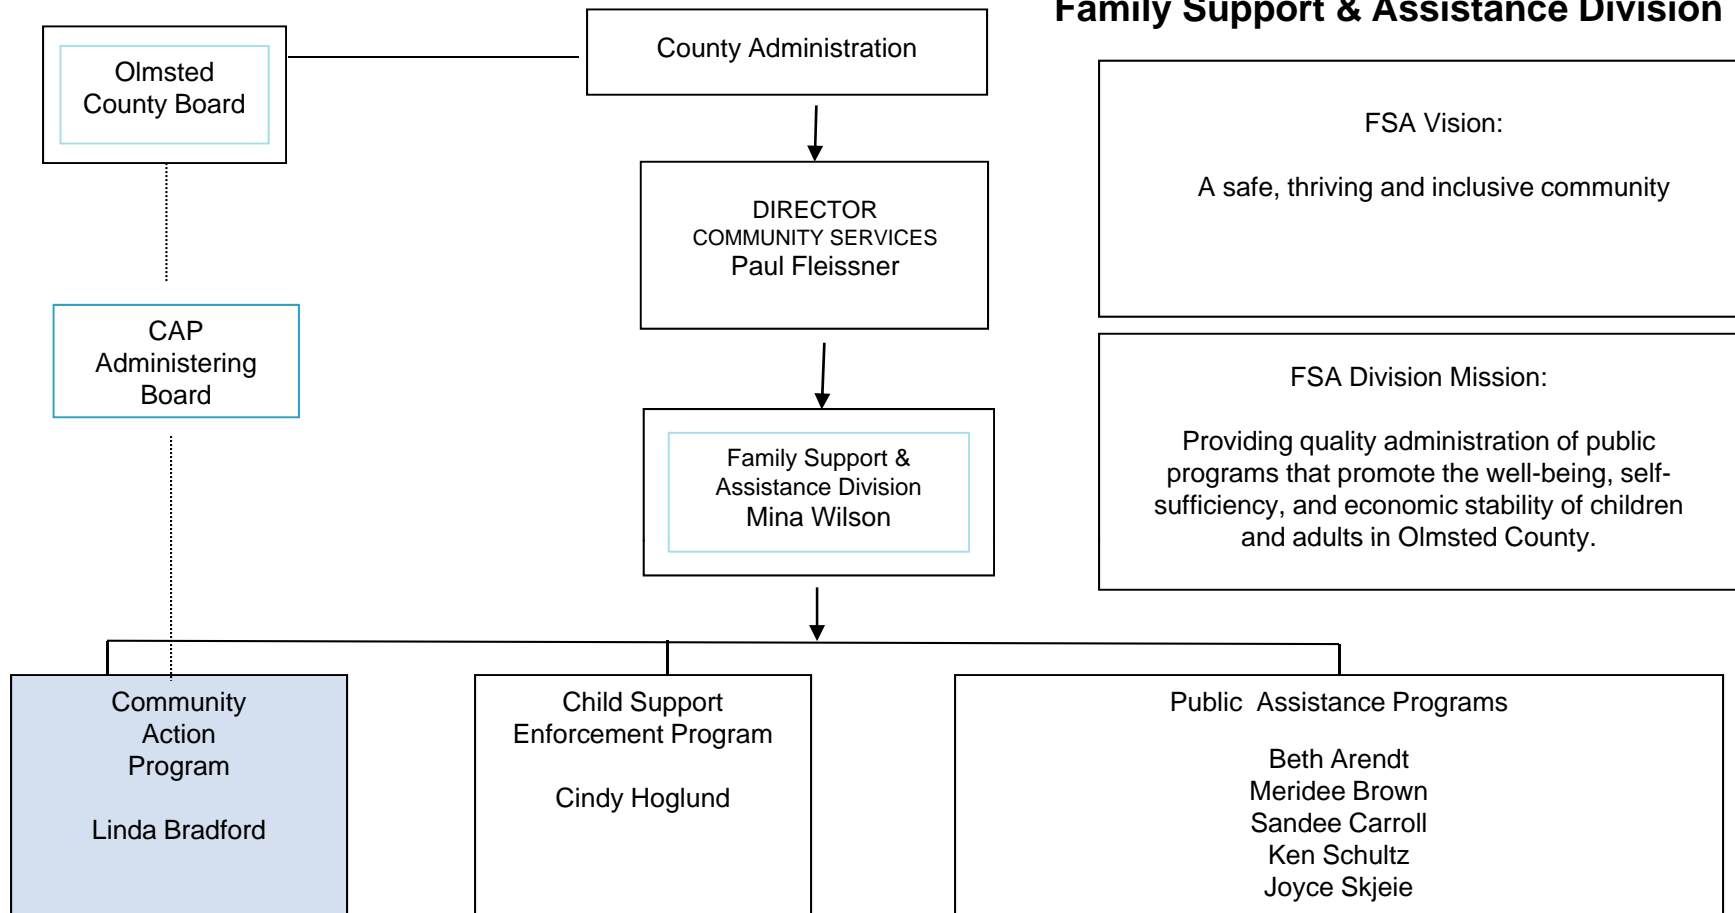 Family Support & Assistance Division
Olmsted
County Board
County Administration
FSA Vision:
A safe, thriving and inclusive community
DIRECTOR
COMMUNITY SERVICES
Paul Fleissner
CAP
Administering
Board
FSA Division Mission:
Providing quality administration of public
programs that promote the well-being, self-
sufficiency, and economic stability of children
and adults in Olmsted County.
Family Support &
Assistance Division
Mina Wilson
Community
Action
Program
Linda Bradford
Child Support
Enforcement Program
Cindy Hoglund
Public  Assistance Programs
Beth Arendt
Meridee Brown
Sandee Carroll
Ken Schultz
Joyce Skjeie